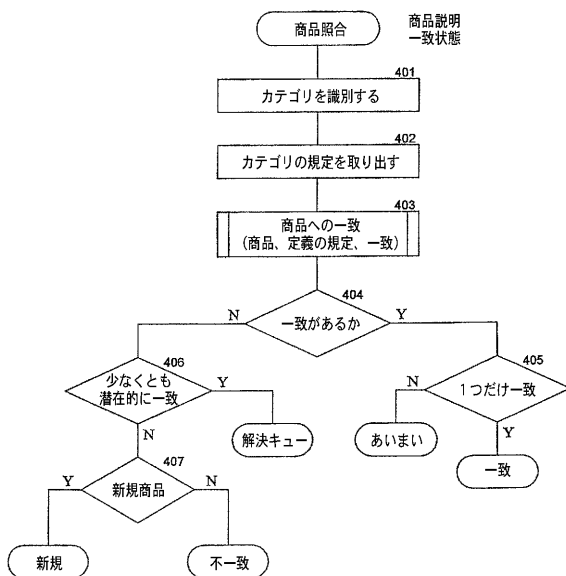 商品照合
商品説明
一致状態
401
カテゴリを識別する
402
カテゴリの規定を取り出す
403
商品への一致
(商品、定義の規定、一致)
404
N
一致があるか
Y
406
少なくとも
潜在的に一致
Y
N
405
N
1つだけ一致
Y
解決キュー
あいまい
一致
407
Y
新規商品
N
新規
不一致